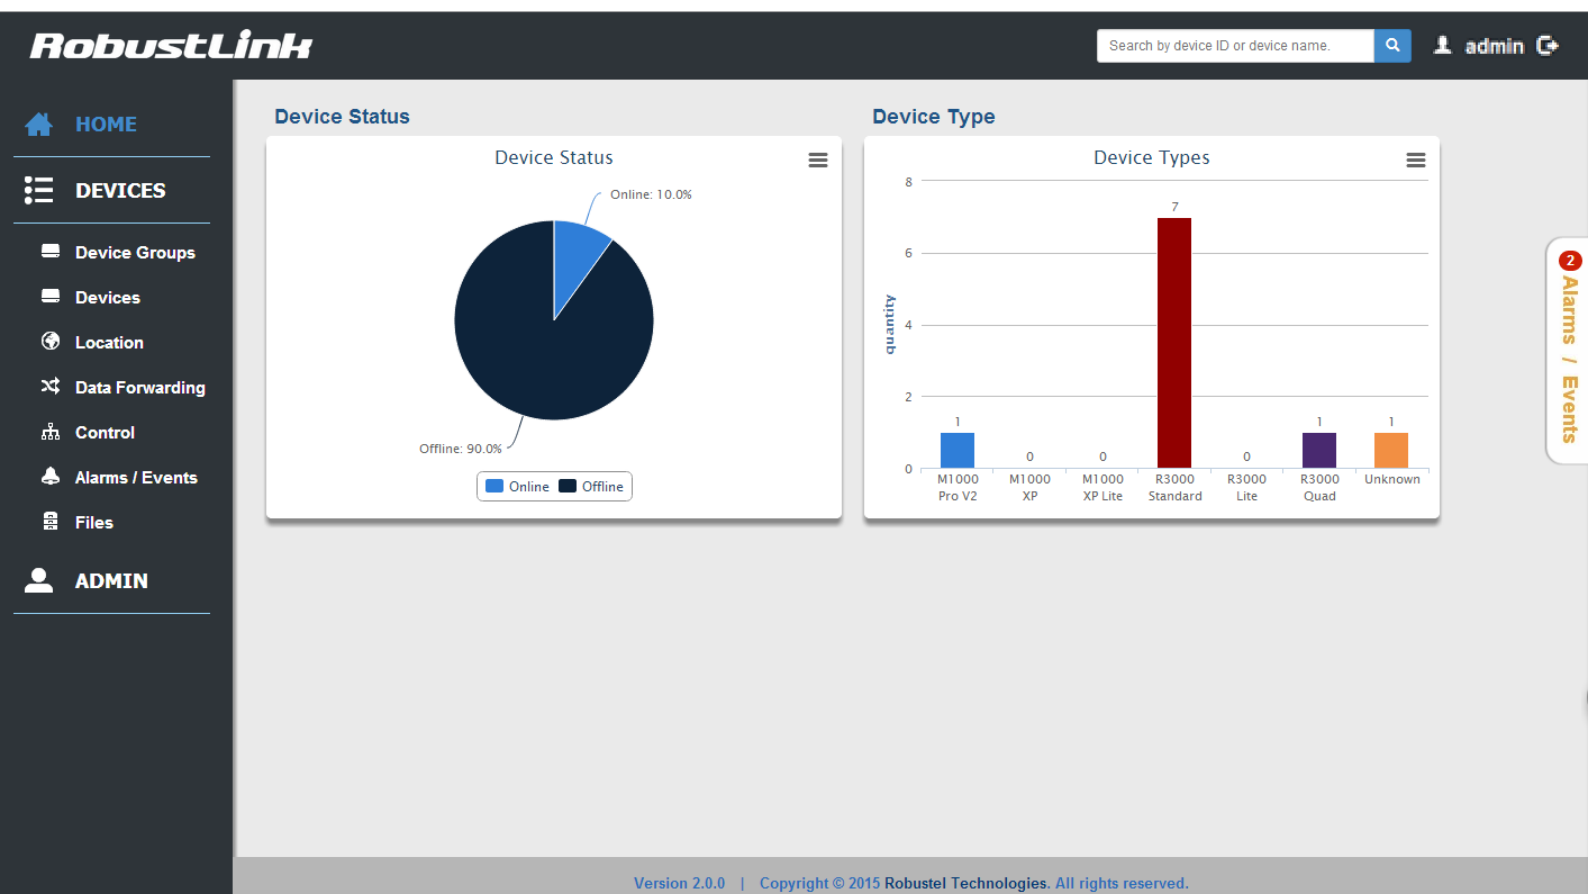 RobustLink
Search by device ID or device name.
admin
HOME
DEVICES
Device Groups
Devices
Location
Data Forwarding
Control
Alarms / Events
Files
ADMIN
Device Status
Device Status
Online: 10.0%
Offline: 90.0%
Online Offline
Device Type
Device Types
quantity
8
6
4
2
0
1
0
0
7
0
1
1
M1000 Pro V2
M1000 XP
M1000 XP Lite
R3000 Standard
R3000 Lite
R3000 Quad
Unknown
2
Alarms / Events
Version 2.0.0 | Copyright © 2015 Robustel Technologies. All rights reserved.